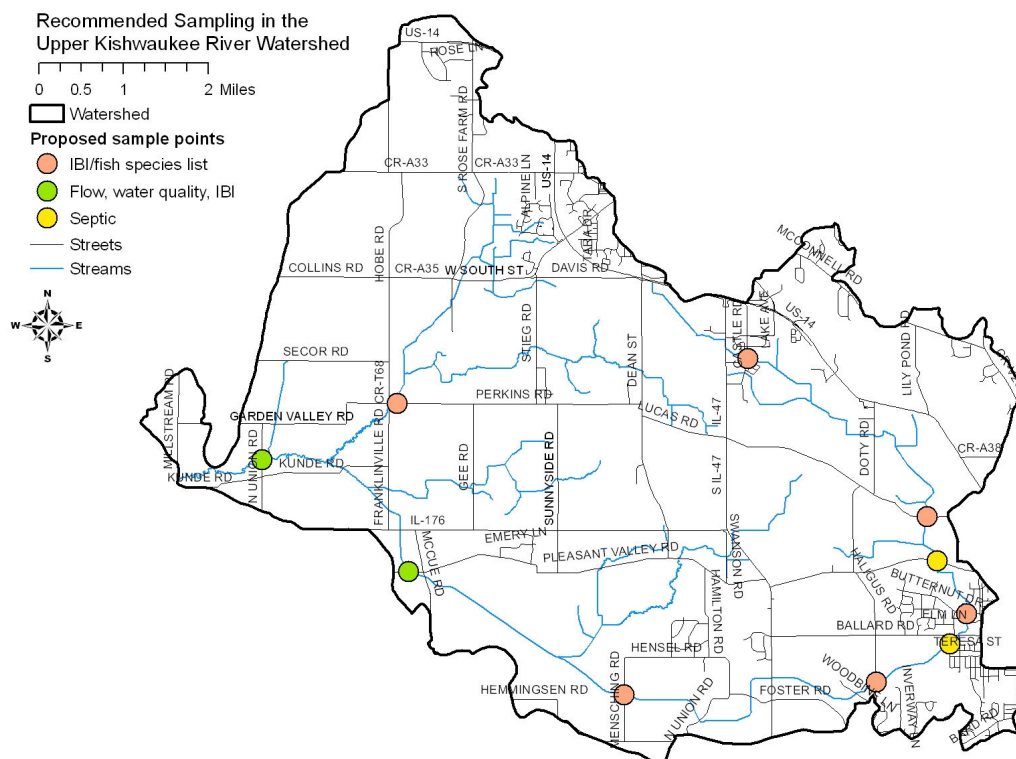 Recommended Sampling in the
Upper Kishwaukee River Watershed
0 0.5 1 2 Miles
Watershed
Proposed sample points
IBI/fish species list
Flow, water quality, IBI
Septic
Streets
Streams
N
W E
S
US-14
ROSE LN
S ROSE FARM RD
CR-A33
CR-A33
ALPINE LN
US-14
TARA DR
HOBE RD
COLLINS RD
CR-A35
W SOUTH ST
DAVIS RD
MCCONNELL RD
LAKE AVE
US-14
LILY POND RD
STIEG RD
DEAN ST
SECOR RD
CR-T68
PERKINS RD
LUCAS RD
IL-47
MILLSTREAM RD
GARDEN VALLEY RD
N UNION RD
KUNDE RD
KUNDE RD
FRANKLINVILLE RD
GEE RD
SUNNYSIDE RD
S IL-47
DOTY RD
CR-A38
IL-176
MCCUE RD
EMERY LN
PLEASANT VALLEY RD
SWANSON RD
HAMILTON RD
HALIGUS RD
BUTTERNUT DR
ELM LN
BALLARD RD
TERESA ST
HENSEL RD
HEMMINGSEN RD
MENSCHING RD
N UNION RD
FOSTER RD
WOODBINE LN
INVERWAY LN
BARD RD